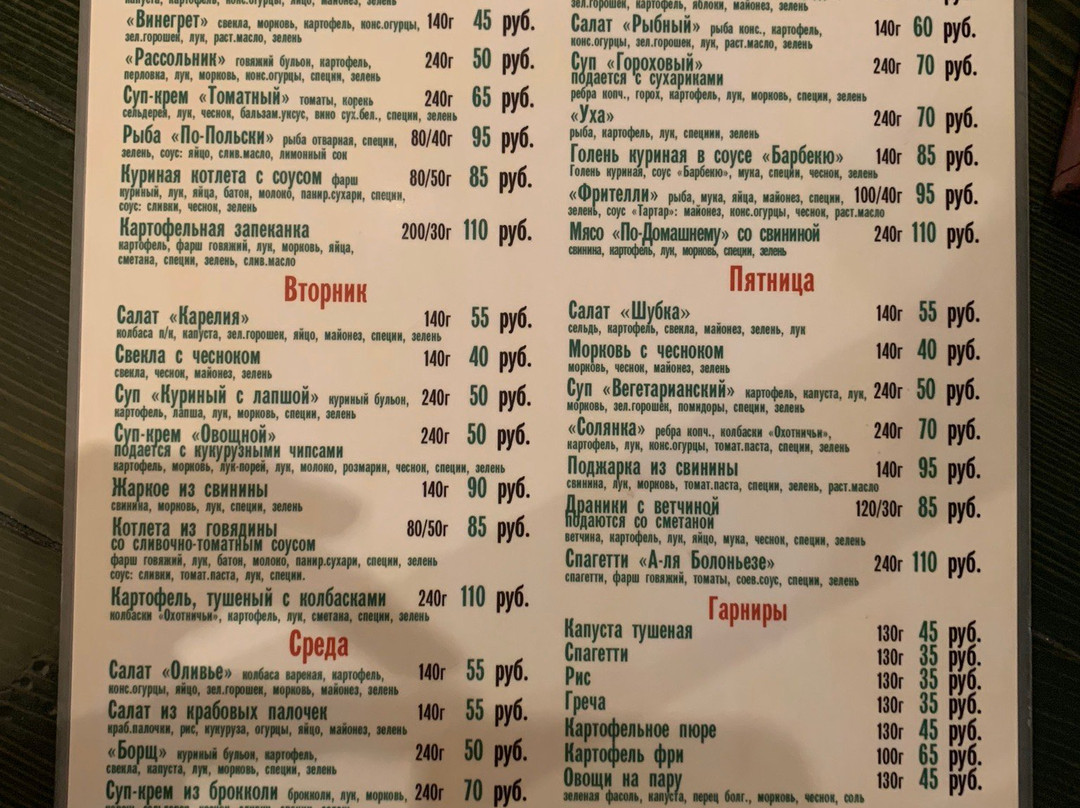 картофель, конс.огурцы, яйцо, майонез, зелень
«Винегрет» свекла, морковь, картофель, конс.огурцы, 140г 45 руб.
зел.горошек, лук, раст.масло, зелень
«Рассольник» говяжий бульон, картофель, 240г 50 руб.
перловка, лук, морковь, конс.огурцы, специи, зелень
Суп-крем «Томатный» томаты, корень 240г 65 руб.
сельдерея, лук, чеснок, бальзам.уксус, вино сух.бел., специи, зелень
Рыба «По-Польски» рыба отварная, специи, 80/40г 95 руб.
зелень, соус: яйцо, слив.масло, лимонный сок
Куриная котлета с соусом фарш 80/50г 85 руб.
куриный, лук, яйца, батон, молоко, панир.сухари, специи,
соус: сливки, чеснок, зелень
Картофельная запеканка 200/30г 110 руб.
картофель, фарш говяжий, лук, морковь, яйца,
сметана, специи, зелень, слив.масло
Вторник
Салат «Карелия» 140г 55 руб.
колбаса п/к, капуста, зел.горошек, яйцо, майонез, специи, зелень
Свекла с чесноком 140г 40 руб.
свекла, чеснок, майонез, зелень
Суп «Куриный с лапшой» куриный бульон, 240г 50 руб.
картофель, лапша, лук, морковь, специи, зелень
Суп-крем «Овощной» 240г 50 руб.
подается с кукурузными чипсами
картофель, морковь, лук-порей, лук, молоко, розмарин, чеснок, специи, зелень
Жаркое из свинины 140г 90 руб.
свинина, морковь, лук, специи, зелень
Котлета из говядины 80/50г 85 руб.
со сливочно-томатным соусом
фарш говяжий, лук, батон, молоко, панир.сухари, специи, зелень
соус: сливки, томат.паста, лук, специи.
Картофель, тушеный с колбасками 240г 110 руб.
колбаски «Охотничьи», картофель, лук, сметана, специи, зелень
Среда
Салат «Оливье» колбаса вареная, картофель, 140г 55 руб.
конс.огурцы, яйцо, зел.горошек, морковь, майонез, зелень
Салат из крабовых палочек 140г 55 руб.
краб.палочки, рис, кукуруза, огурцы, яйцо, майонез, зелень
«Борщ» куриный бульон, картофель, 240г 50 руб.
свекла, капуста, лук, морковь, специи, зелень
Суп-крем из брокколи брокколи, лук, морковь, 240г 70 руб.
зел.горошек, картофель, яблоки, майонез, зелень
Салат «Рыбный» рыба конс., картофель, 140г 60 руб.
конс.огурцы, зел.горошек, лук, раст.масло, зелень
Суп «Гороховый» 240г 70 руб.
подается с сухариками
ребра копч., горох, картофель, лук, морковь, специи, зелень
«Уха» 240г 70 руб.
рыба, картофель, лук, специии, зелень
Голень куриная в соусе «Барбекю» 140г 85 руб.
Голень куриная, соус «Барбекю», мука, специи, чеснок, зелень
«Фрителли» рыба, мука, яйца, майонез, специи, 100/40г 95 руб.
зелень, соус «Тартар»: майонез, конс.огурцы, чеснок, раст.масло
Мясо «По-Домашнему» со свининой 240г 110 руб.
свинина, картофель, лук, морковь, специи, зелень
Пятница
Салат «Шубка» 140г 55 руб.
сельдь, картофель, свекла, майонез, зелень, лук
Морковь с чесноком 140г 40 руб.
морковь, чеснок, майонез, зелень
Суп «Вегетарианский» картофель, капуста, лук, 240г 50 руб.
морковь, зел.горошек, помидоры, специи, зелень
«Солянка» ребра копч., колбаски «Охотничьи», 240г 70 руб.
картофель, лук, конс.огурцы, томат.паста, специи, зелень
Поджарка из свинины 140г 95 руб.
свинина, лук, морковь, томат.паста, специи, зелень, раст.масло
Драники с ветчиной 120/30г 85 руб.
подаются со сметаной
ветчина, картофель, лук, яйцо, мука, чеснок, специи, зелень
Спагетти «А-ля Болоньезе» 240г 110 руб.
спагетти, фарш говяжий, томаты, соев.соус, специи, зелень
Гарниры
Капуста тушеная 130г 45 руб.
Спагетти 130г 35 руб.
Рис 130г 35 руб.
Греча 130г 35 руб.
Картофельное пюре 130г 45 руб.
Картофель фри 100г 65 руб.
Овощи на пару 130г 45 руб.
зеленая фасоль, капуста, перец болг., морковь, чеснок, соль